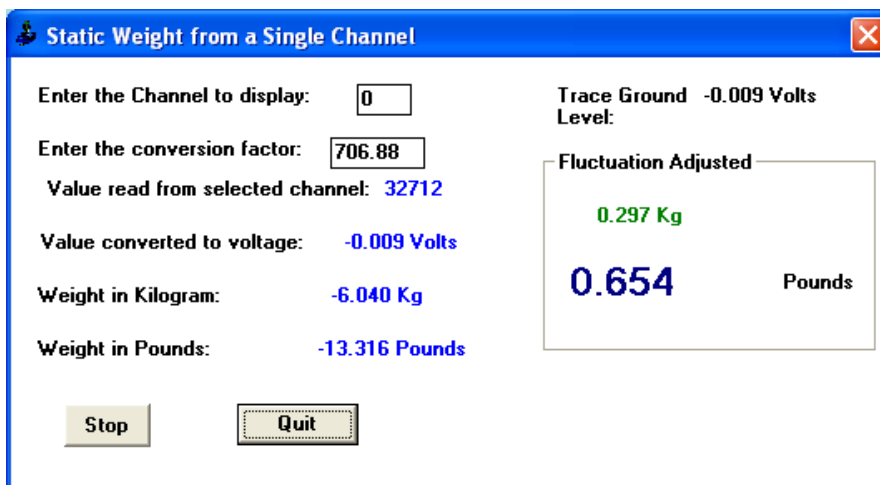 Static Weight from a Single Channel
Enter the Channel to display: 0
Trace Ground -0.009 Volts
Level:
Enter the conversion factor: 706.88
Value read from selected channel: 32712
Value converted to voltage: -0.009 Volts
Weight in Kilogram: -6.040 Kg
Weight in Pounds: -13.316 Pounds
Fluctuation Adjusted
0.297 Kg
0.654 Pounds
Stop Quit